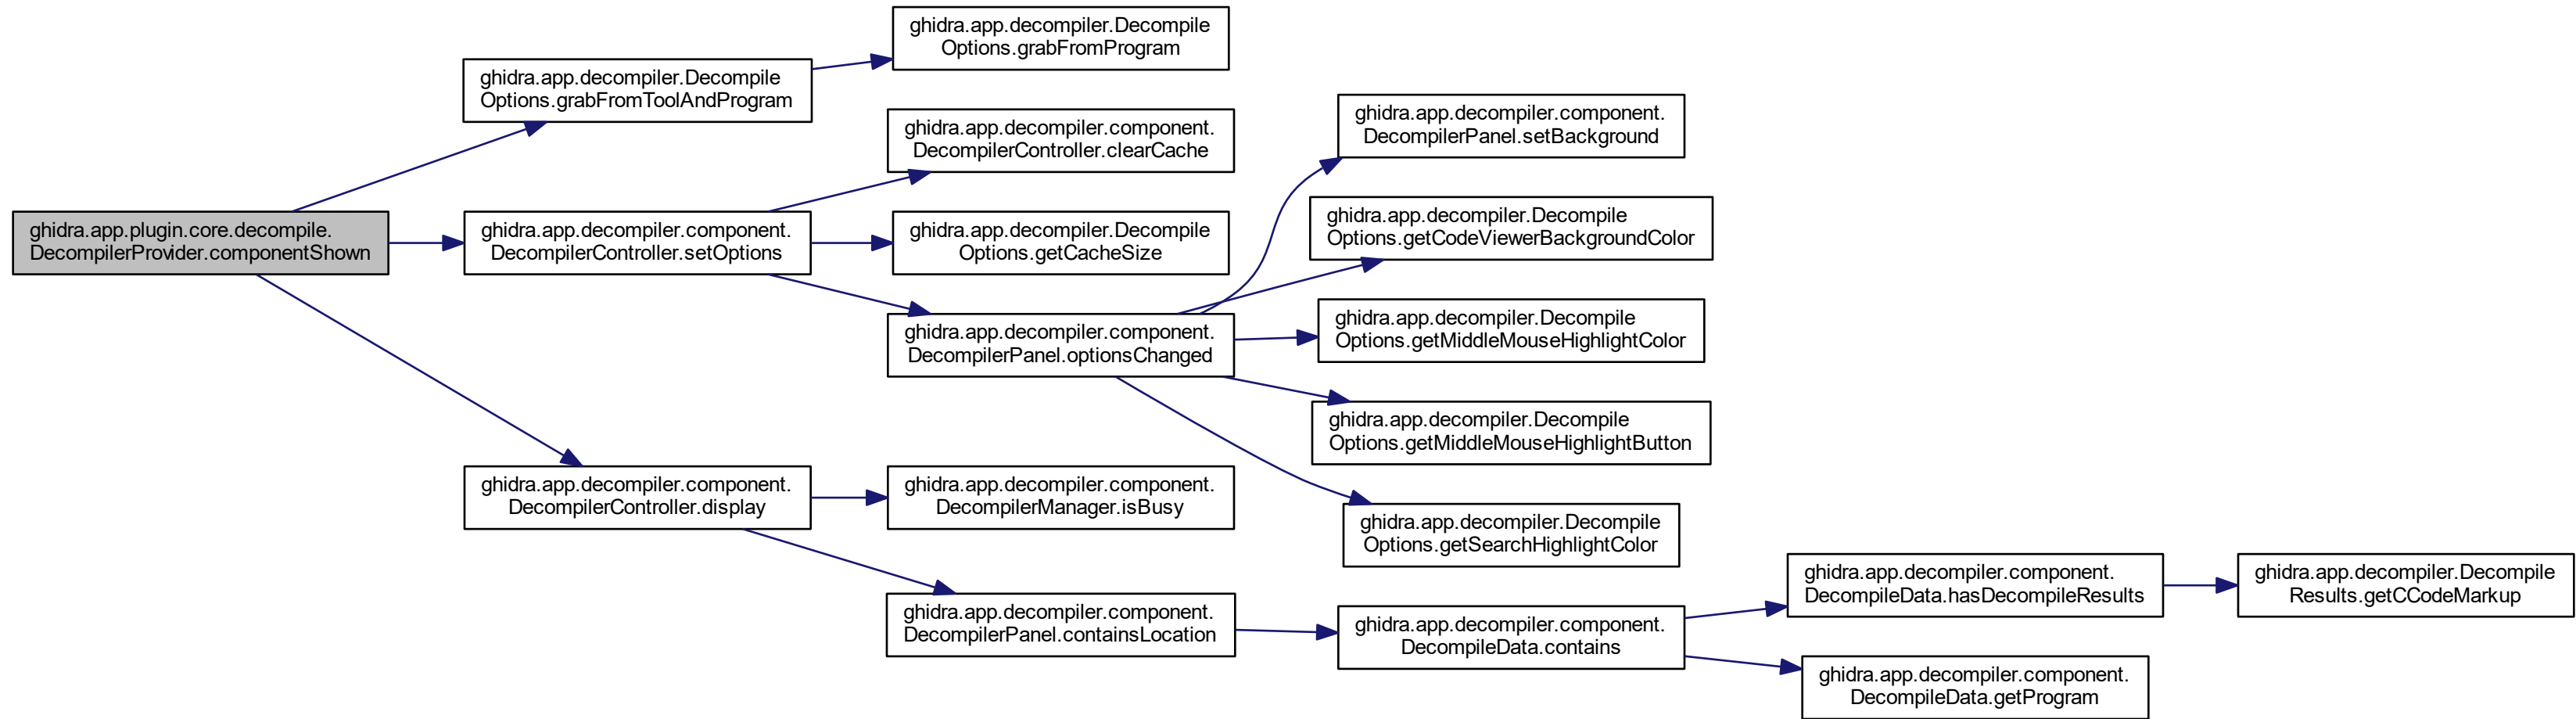 ghidra.app.plugin.core.decompile.
DecompilerProvider.componentShown
ghidra.app.decompiler.Decompile
Options.grabFromToolAndProgram
ghidra.app.decompiler.Decompile
Options.grabFromProgram
ghidra.app.decompiler.component.
DecompilerController.setOptions
ghidra.app.decompiler.component.
DecompilerController.clearCache
ghidra.app.decompiler.Decompile
Options.getCacheSize
ghidra.app.decompiler.component.
DecompilerPanel.optionsChanged
ghidra.app.decompiler.component.
DecompilerPanel.setBackground
ghidra.app.decompiler.Decompile
Options.getCodeViewerBackgroundColor
ghidra.app.decompiler.Decompile
Options.getMiddleMouseHighlightColor
ghidra.app.decompiler.Decompile
Options.getMiddleMouseHighlightButton
ghidra.app.decompiler.Decompile
Options.getSearchHighlightColor
ghidra.app.decompiler.component.
DecompilerController.display
ghidra.app.decompiler.component.
DecompilerManager.isBusy
ghidra.app.decompiler.component.
DecompilerPanel.containsLocation
ghidra.app.decompiler.component.
DecompileData.contains
ghidra.app.decompiler.component.
DecompileData.hasDecompileResults
ghidra.app.decompiler.Decompile
Results.getCCodeMarkup
ghidra.app.decompiler.component.
DecompileData.getProgram